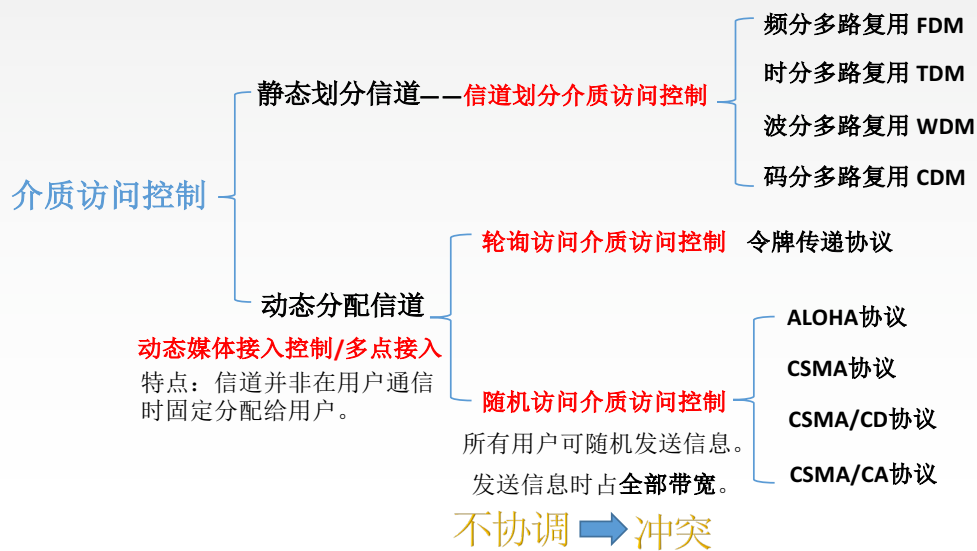 介质访问控制
静态划分信道——信道划分介质访问控制
频分多路复用 FDM
时分多路复用 TDM
波分多路复用 WDM
码分多路复用 CDM
动态分配信道
动态媒体接入控制/多点接入
特点：信道并非在用户通信
时固定分配给用户。
轮询访问介质访问控制 令牌传递协议
随机访问介质访问控制
所有用户可随机发送信息。
发送信息时占全部带宽。
不协调 冲突
ALOHA协议
CSMA协议
CSMA/CD协议
CSMA/CA协议